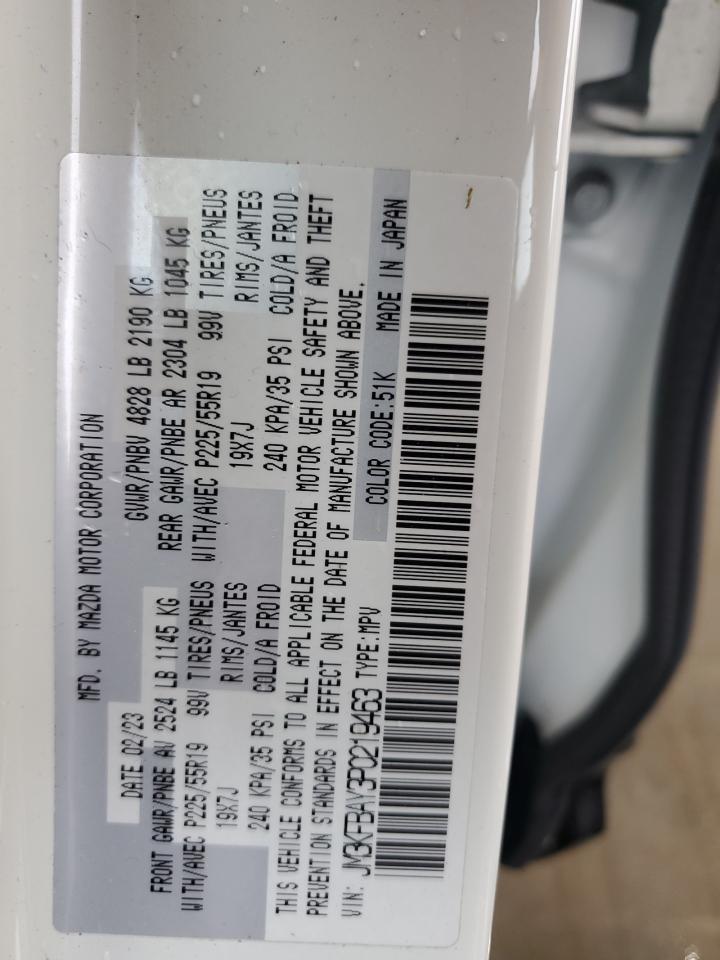 MFD. BY MAZDA MOTOR CORPORATION
DATE 02/23 GVWR/PNBV 4828 LB 2190 KG
FRONT GAWR/PNBE AV 2524 LB 1145 KG REAR GAWR/PNBE AR 2304 LB 1045 KG
WITH/AVEC P225/55R19 99V TIRES/PNEUS WITH/AVEC P225/55R19 99V TIRES/PNEUS
19X7J RIMS/JANTES 19X7J RIMS/JANTES
240 KPA/35 PSI COLD/A FROID 240 KPA/35 PSI COLD/A FROID
THIS VEHICLE CONFORMS TO ALL APPLICABLE FEDERAL MOTOR VEHICLE SAFETY AND THEFT
PREVENTION STANDARDS IN EFFECT ON THE DATE OF MANUFACTURE SHOWN ABOVE.
VIN: JM3KFBAY3P0219463 TYPE:MPV COLOR CODE:51K MADE IN JAPAN